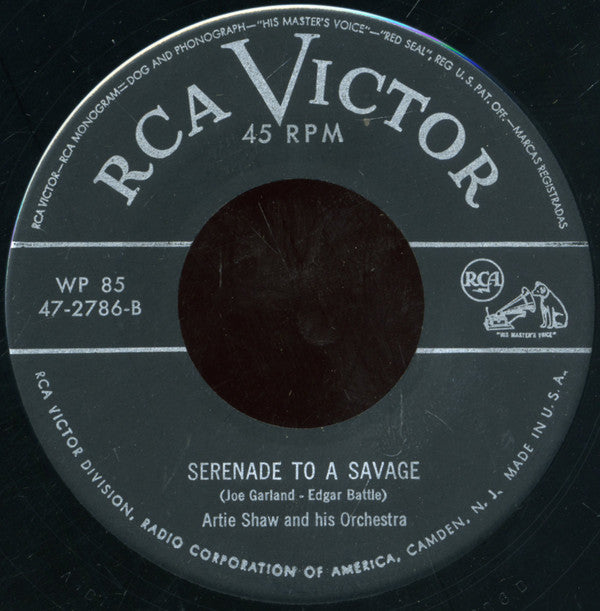 RCA VICTOR—RCA MONOGRAM=DOG AND PHONOGRAPH—"HIS MASTER'S VOICE"—"RED SEAL", REG U.S. PAT. OFF.—MARCAS REGISTRADAS
RCA VICTOR
45 RPM
WP 85
47-2786-B
RCA
"HIS MASTER'S VOICE"
SERENADE TO A SAVAGE
(Joe Garland - Edgar Battle)
Artie Shaw and his Orchestra
RCA VICTOR DIVISION, RADIO CORPORATION OF AMERICA, CAMDEN, N. J. MADE IN U.S.A.